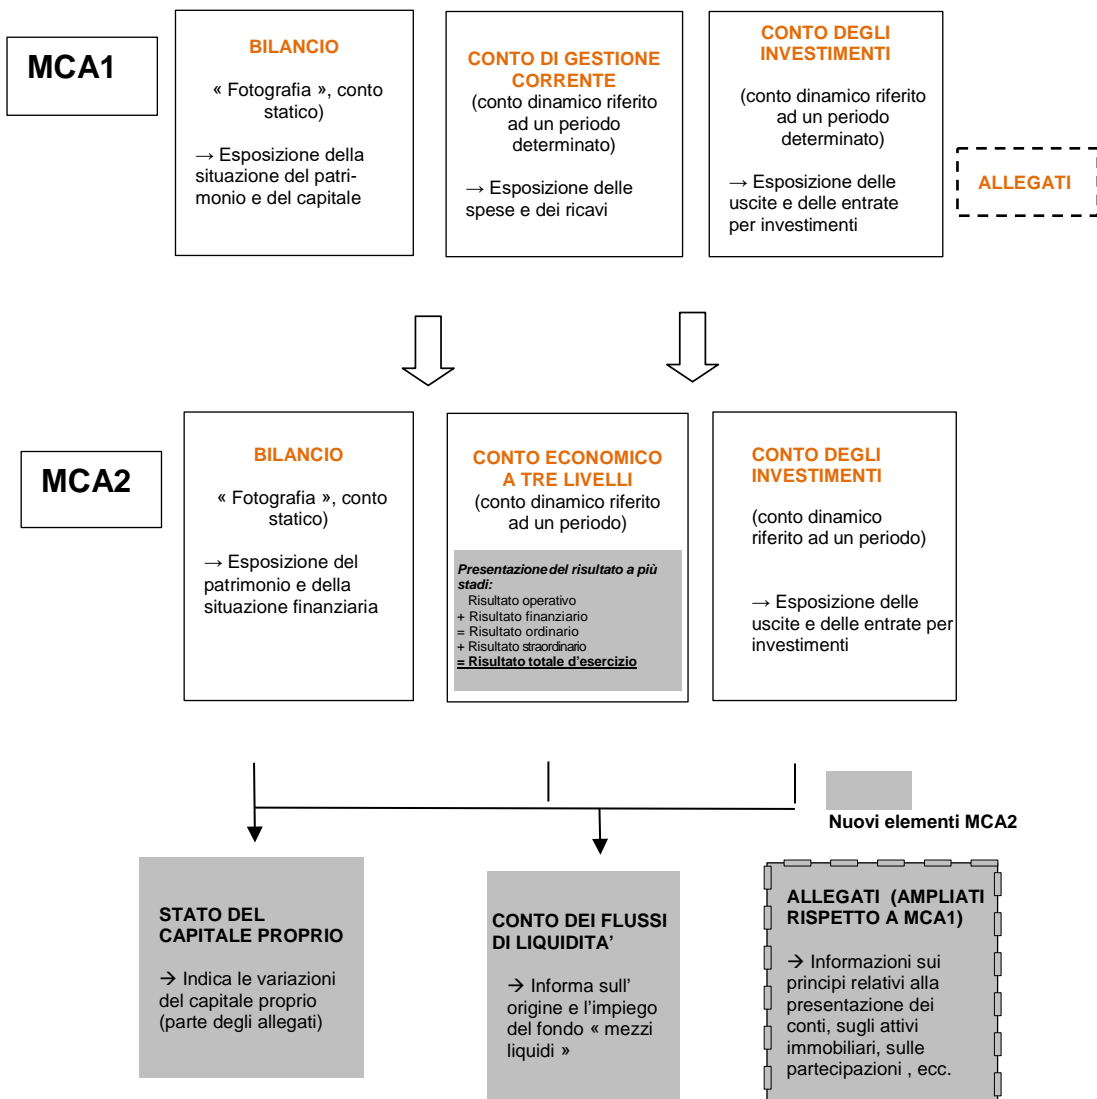 MCA1
BILANCIO
« Fotografia », conto
statico)
→ Esposizione della
situazione del patri-
monio e del capitale
CONTO DI GESTIONE
CORRENTE
(conto dinamico riferito
ad un periodo
determinato)
→ Esposizione delle
spese e dei ricavi
CONTO DEGLI
INVESTIMENTI
(conto dinamico riferito
ad un periodo
determinato)
→ Esposizione delle
uscite e delle entrate
per investimenti
ALLEGATI
MCA2
BILANCIO
« Fotografia », conto
statico)
→ Esposizione del
patrimonio e della
situazione finanziaria
CONTO ECONOMICO
A TRE LIVELLI
(conto dinamico riferito
ad un periodo)
Presentazione del risultato a più
stadi:
Risultato operativo
+ Risultato finanziario
= Risultato ordinario
+ Risultato straordinario
= Risultato totale d'esercizio
CONTO DEGLI
INVESTIMENTI
(conto dinamico
riferito ad un periodo)
→ Esposizione delle
uscite e delle entrate per
investimenti
Nuovi elementi MCA2
STATO DEL
CAPITALE PROPRIO
→ Indica le variazioni
del capitale proprio
(parte degli allegati)
CONTO DEI FLUSSI
DI LIQUIDITA'
→ Informa sull'
origine e l'impiego
del fondo « mezzi
liquidi »
ALLEGATI (AMPLIATI
RISPETTO A MCA1)
→ Informazioni sui
principi relativi alla
presentazione dei
conti, sugli attivi
immobiliari, sulle
partecipazioni , ecc.